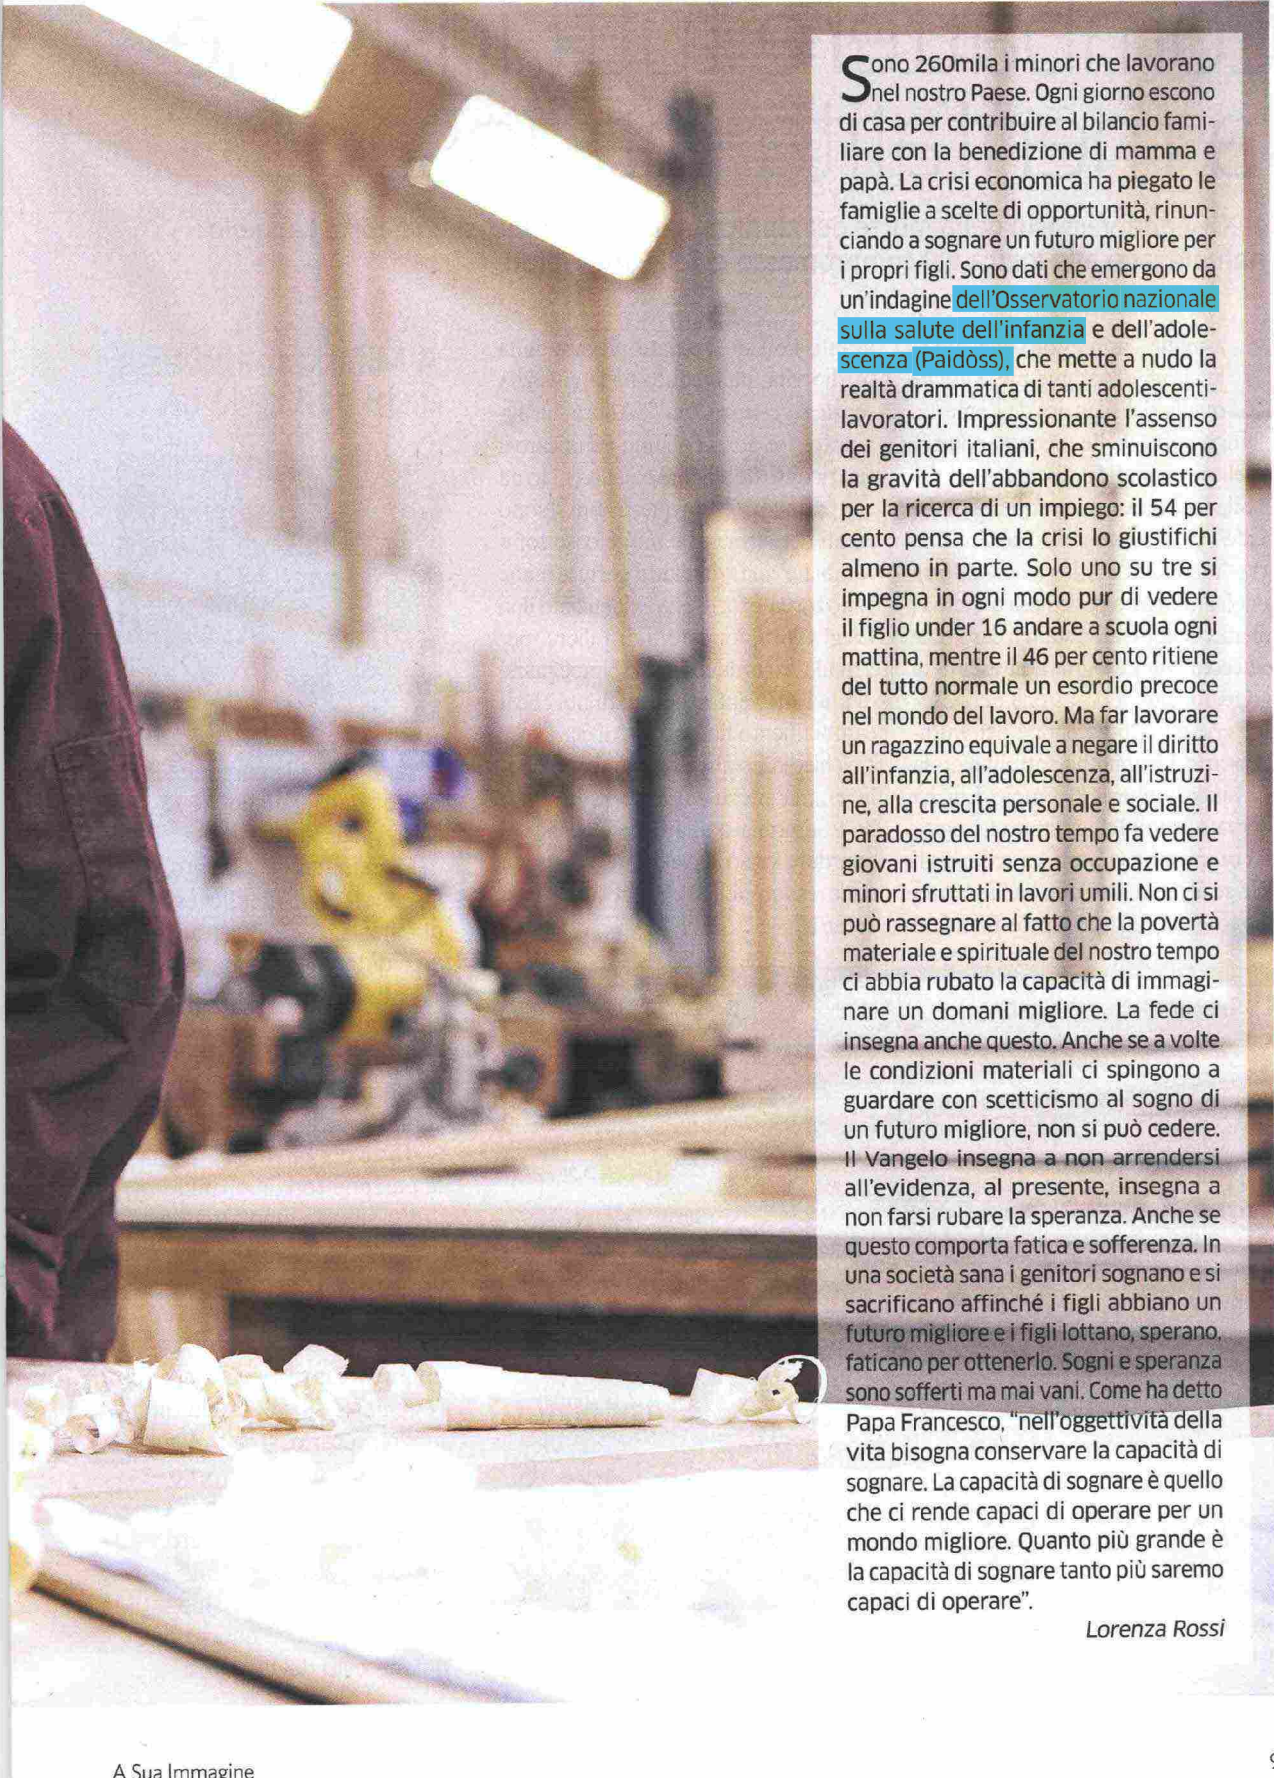 Sono 260mila i minori che lavorano
nel nostro Paese. Ogni giorno escono
di casa per contribuire al bilancio fami-
liare con la benedizione di mamma e
papà. La crisi economica ha piegato le
famiglie a scelte di opportunità, rinun-
ciando a sognare un futuro migliore per
i propri figli. Sono dati che emergono da
un'indagine dell'Osservatorio nazionale
sulla salute dell'infanzia e dell'adole-
scenza (Paidòss), che mette a nudo la
realtà drammatica di tanti adolescenti-
lavoratori. Impressionante l'assenso
dei genitori italiani, che sminuiscono
la gravità dell'abbandono scolastico
per la ricerca di un impiego: il 54 per
cento pensa che la crisi lo giustifichi
almeno in parte. Solo uno su tre si
impegna in ogni modo pur di vedere
il figlio under 16 andare a scuola ogni
mattina, mentre il 46 per cento ritiene
del tutto normale un esordio precoce
nel mondo del lavoro. Ma far lavorare
un ragazzino equivale a negare il diritto
all'infanzia, all'adolescenza, all'istruzi-
ne, alla crescita personale e sociale. Il
paradosso del nostro tempo fa vedere
giovani istruiti senza occupazione e
minori sfruttati in lavori umili. Non ci si
può rassegnare al fatto che la povertà
materiale e spirituale del nostro tempo
ci abbia rubato la capacità di immagi-
nare un domani migliore. La fede ci
insegna anche questo. Anche se a volte
le condizioni materiali ci spingono a
guardare con scetticismo al sogno di
un futuro migliore, non si può cedere.
Il Vangelo insegna a non arrendersi
all'evidenza, al presente, insegna a
non farsi rubare la speranza. Anche se
questo comporta fatica e sofferenza. In
una società sana i genitori sognano e si
sacrificano affinché i figli abbiano un
futuro migliore e i figli lottano, sperano,
faticano per ottenerlo. Sogni e speranza
sono sofferti ma mai vani. Come ha detto
Papa Francesco, "nell'oggettività della
vita bisogna conservare la capacità di
sognare. La capacità di sognare è quello
che ci rende capaci di operare per un
mondo migliore. Quanto più grande è
la capacità di sognare tanto più saremo
capaci di operare".
Lorenza Rossi
A Sua Immagine